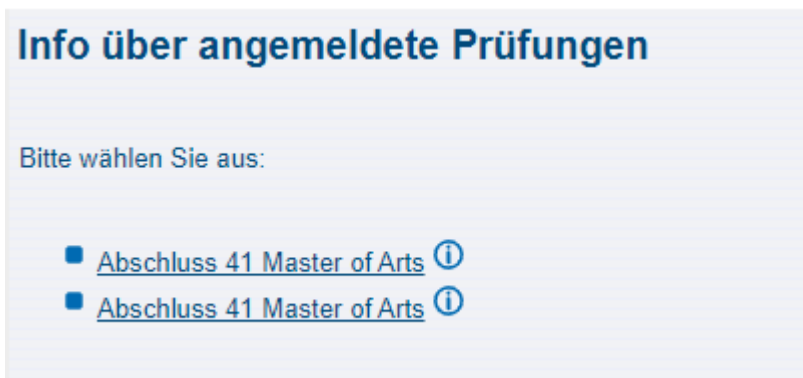 Info über angemeldete Prüfungen
Bitte wählen Sie aus:
Abschluss 41 Master of Arts
Abschluss 41 Master of Arts